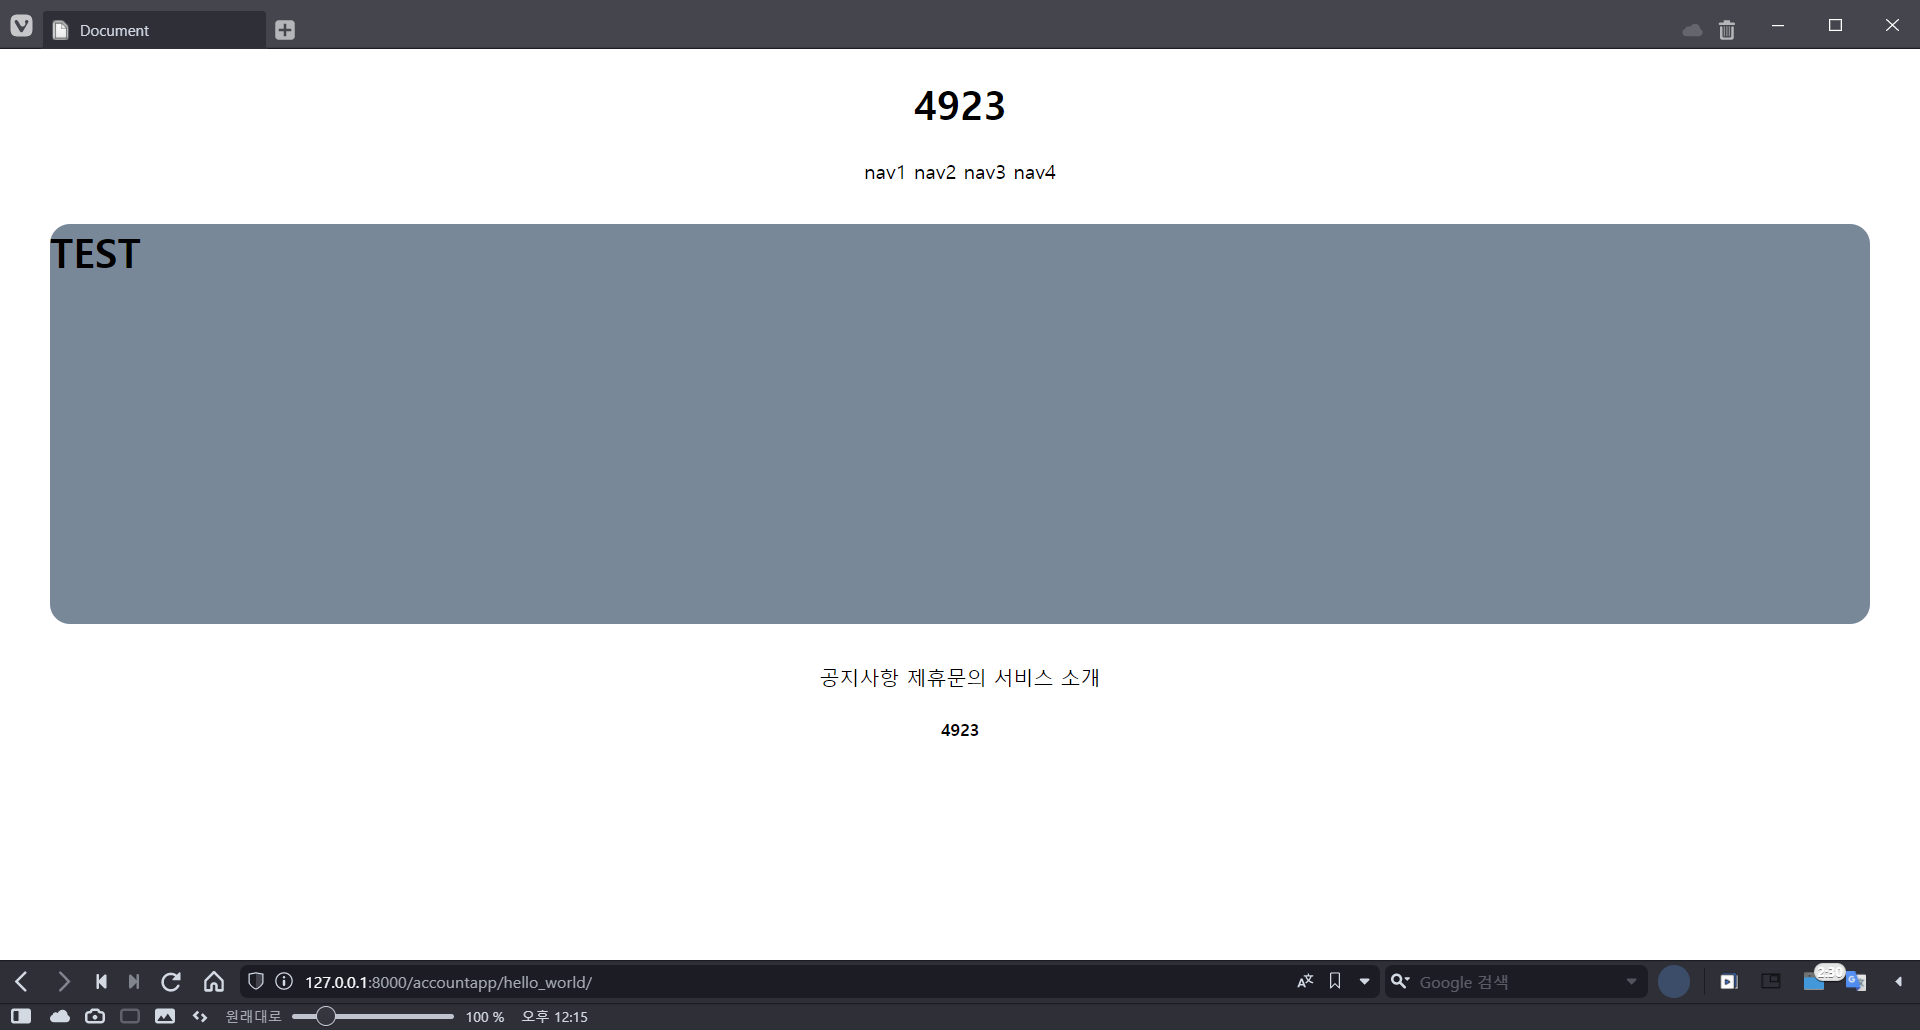 Document
4923
nav1 nav2 nav3 nav4
TEST
공지사항 제휴문의 서비스 소개
4923
127.0.0.1:8000/accountapp/hello_world/
Google 검색
2:30
원래대로
100 %
오후 12:15